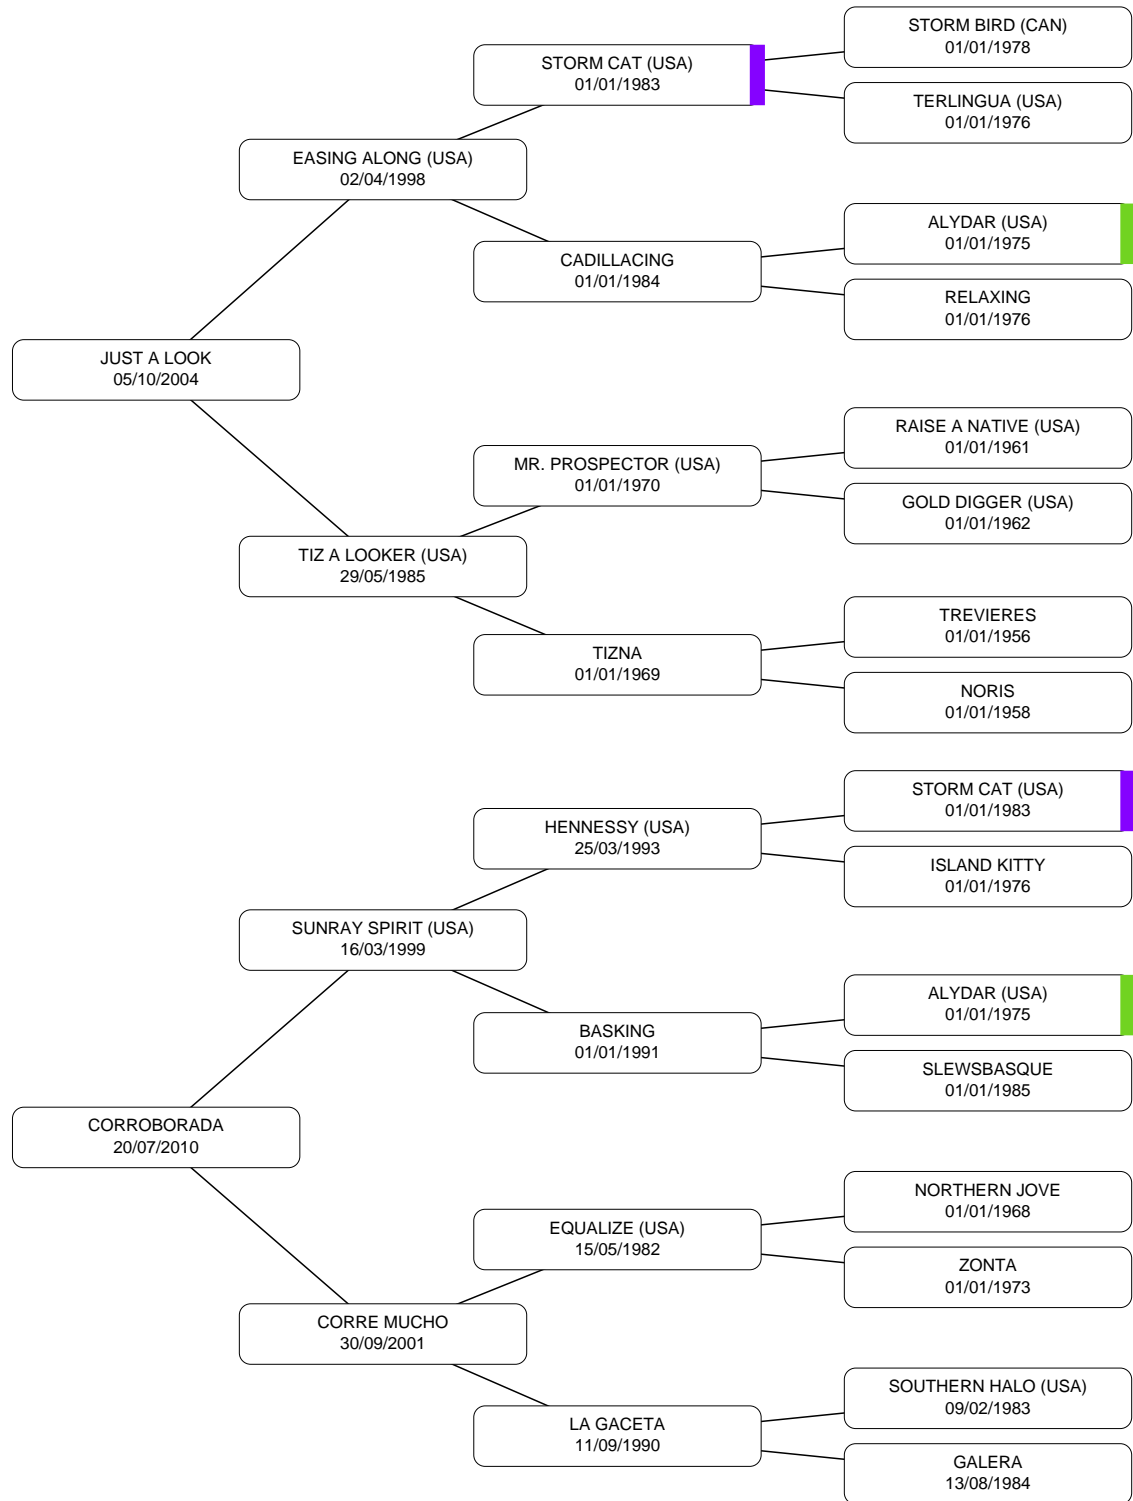 STORM BIRD (CAN)
01/01/1978
STORM CAT (USA)
01/01/1983
TERLINGUA (USA)
01/01/1976
EASING ALONG (USA)
02/04/1998
ALYDAR (USA)
01/01/1975
CADILLACING
01/01/1984
RELAXING
01/01/1976
JUST A LOOK
05/10/2004
RAISE A NATIVE (USA)
01/01/1961
MR. PROSPECTOR (USA)
01/01/1970
GOLD DIGGER (USA)
01/01/1962
TIZ A LOOKER (USA)
29/05/1985
TREVIERES
01/01/1956
TIZNA
01/01/1969
NORIS
01/01/1958
STORM CAT (USA)
01/01/1983
HENNESSY (USA)
25/03/1993
ISLAND KITTY
01/01/1976
SUNRAY SPIRIT (USA)
16/03/1999
ALYDAR (USA)
01/01/1975
BASKING
01/01/1991
SLEWSBASQUE
01/01/1985
CORROBORADA
20/07/2010
NORTHERN JOVE
01/01/1968
EQUALIZE (USA)
15/05/1982
ZONTA
01/01/1973
CORRE MUCHO
30/09/2001
SOUTHERN HALO (USA)
09/02/1983
LA GACETA
11/09/1990
GALERA
13/08/1984